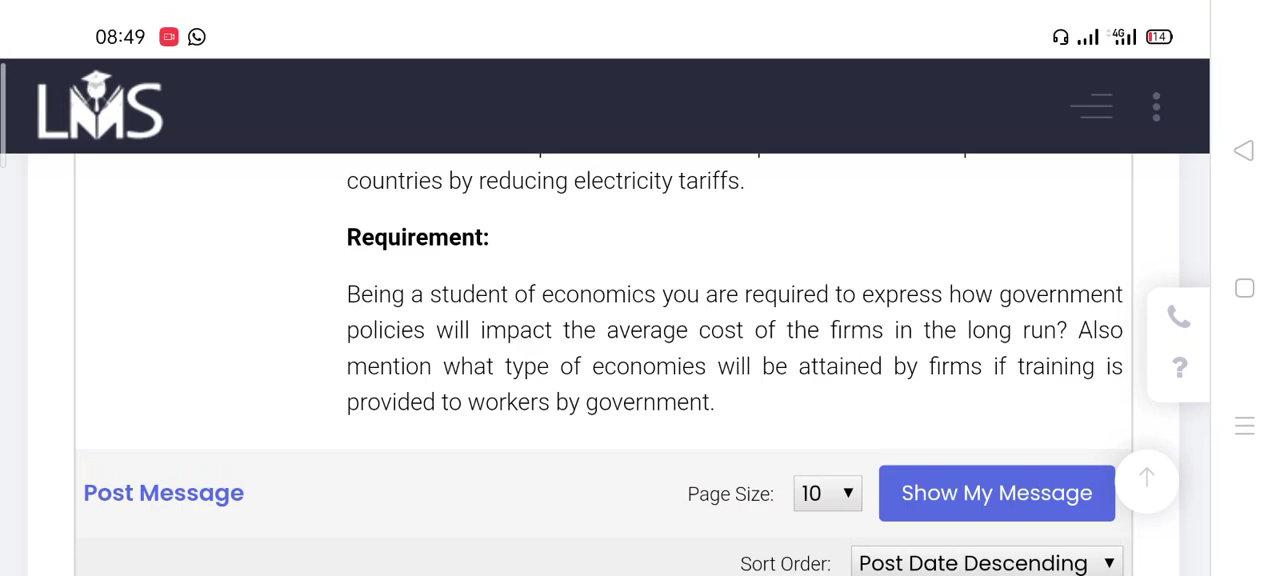 08:49
4G
14
LMS
countries by reducing electricity tariffs.
Requirement:
Being a student of economics you are required to express how government
policies will impact the average cost of the firms in the long run? Also
mention what type of economies will be attained by firms if training is
provided to workers by government.
?
Post Message
Page Size: 10
Show My Message
Sort Order: Post Date Descending